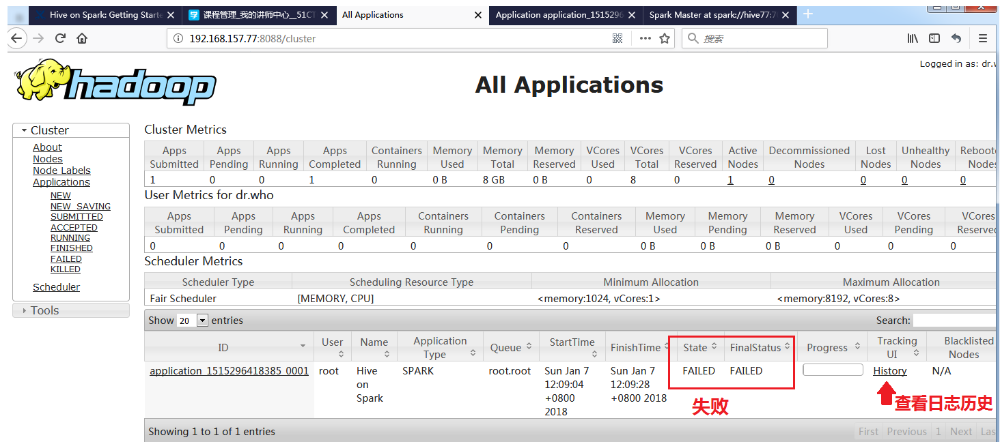 Hive on Spark: Getting Starte
课程管理_我的讲师中心__51CT
All Applications
Application application_1515296
Spark Master at spark://hive77:7
192.168.157.77:8088/cluster
搜索
Logged in as: dr.w
hadoop
All Applications
Cluster
About
Nodes
Node Labels
Applications
NEW
NEW_SAVING
SUBMITTED
ACCEPTED
RUNNING
FINISHED
FAILED
KILLED
Scheduler
Tools
Cluster Metrics
Apps Submitted Apps Pending Apps Running Apps Completed Containers Running Memory Used Memory Total Memory Reserved VCores Used VCores Total VCores Reserved Active Nodes Decommissioned Nodes Lost Nodes Unhealthy Nodes Reboote Nodes
1 0 0 1 0 0 B 8 GB 0 B 0 8 0 1 0 0 0 0
User Metrics for dr.who
Apps Submitted Apps Pending Apps Running Apps Completed Containers Running Containers Pending Containers Reserved Memory Used Memory Pending Memory Reserved VCores Used VCores Pending VCores Reserved
0 0 0 0 0 0 0 0 B 0 B 0 B 0 0 0
Scheduler Metrics
Scheduler Type Scheduling Resource Type Minimum Allocation Maximum Allocation
Fair Scheduler [MEMORY, CPU] <memory:1024, vCores:1> <memory:8192, vCores:8>
Show 20 entries Search:
ID User Name Application Type Queue StartTime FinishTime State FinalStatus Progress Tracking UI Blacklisted Nodes
application_1515296418385_0001 root Hive on Spark SPARK root.root Sun Jan 7 12:09:04 +0800 2018 Sun Jan 7 12:09:28 +0800 2018 FAILED FAILED History N/A
失败
查看日志历史
Showing 1 to 1 of 1 entries First Previous 1 Next Las